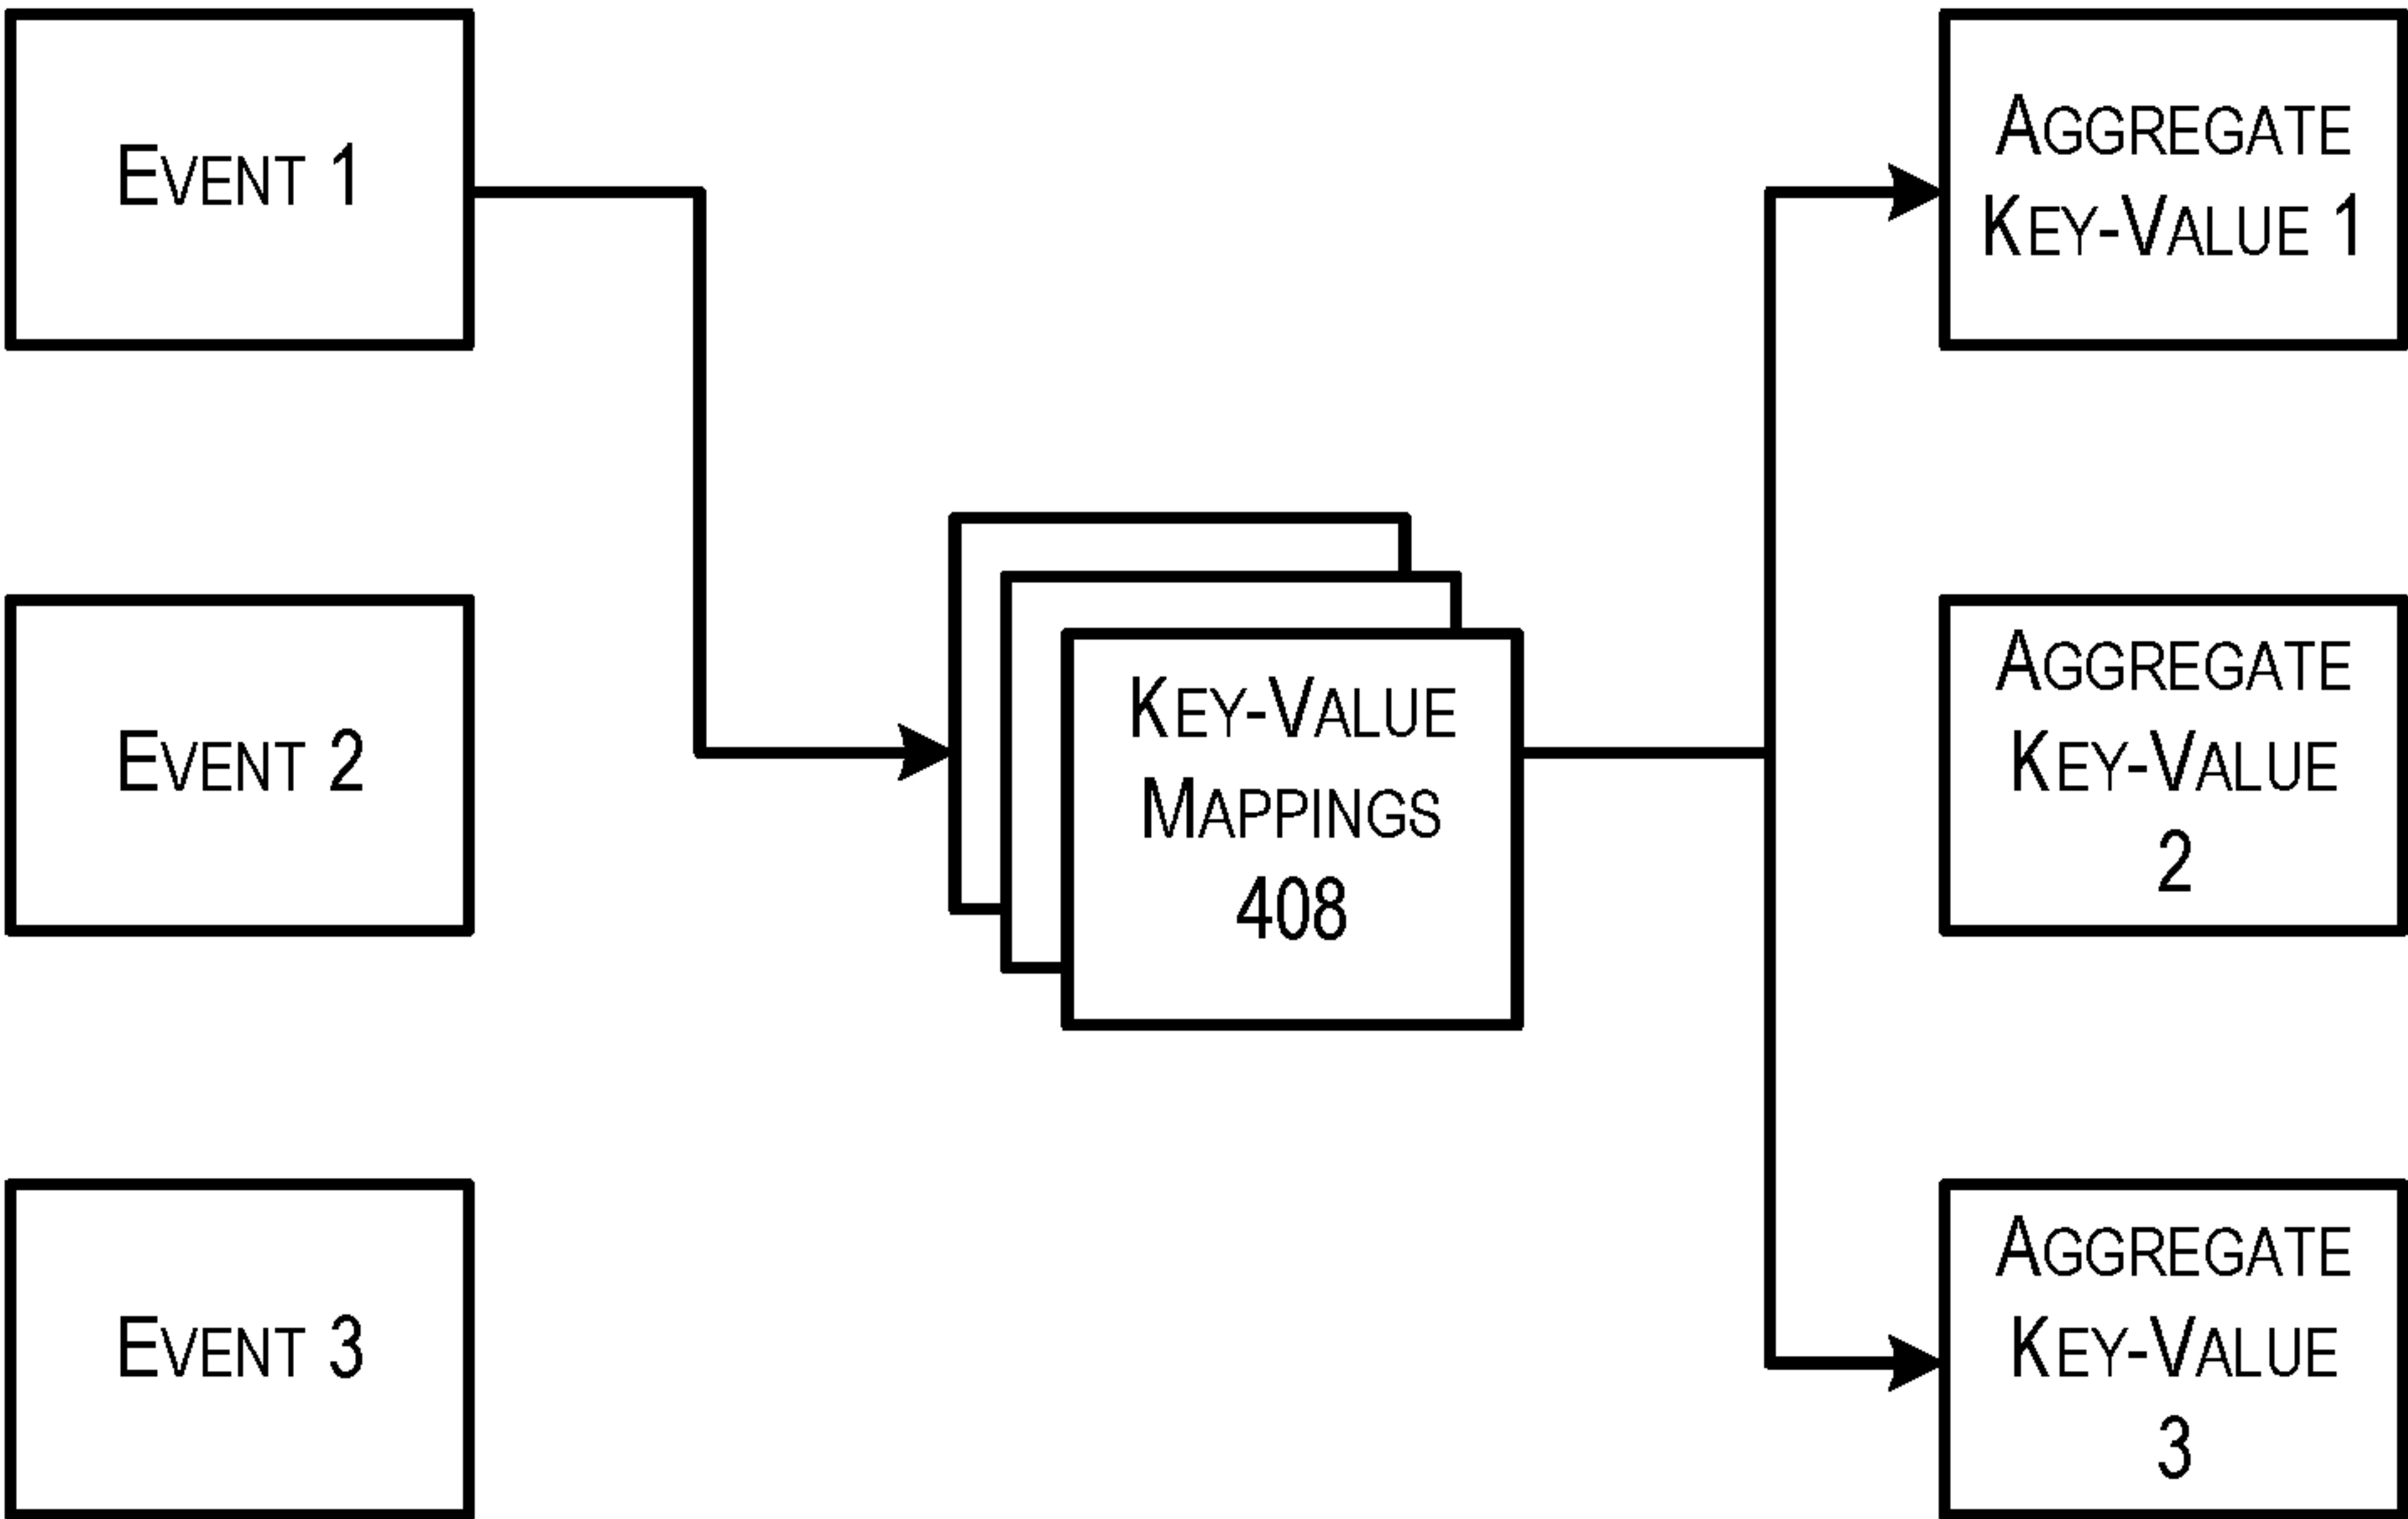 EVENT 1
AGGREGATE
KEY-VALUE 1
EVENT 2
KEY-VALUE
MAPPINGS
408
AGGREGATE
KEY-VALUE
2
EVENT 3
AGGREGATE
KEY-VALUE
3